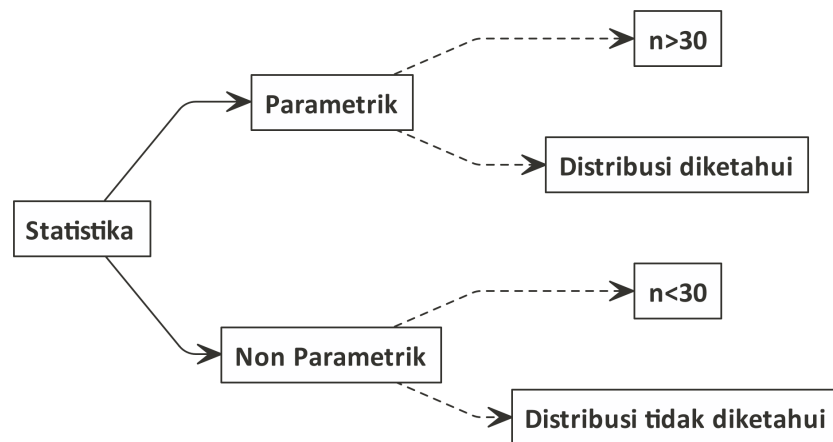 Statistika
Parametrik
n>30
Distribusi diketahui
Non Parametrik
n<30
Distribusi tidak diketahui